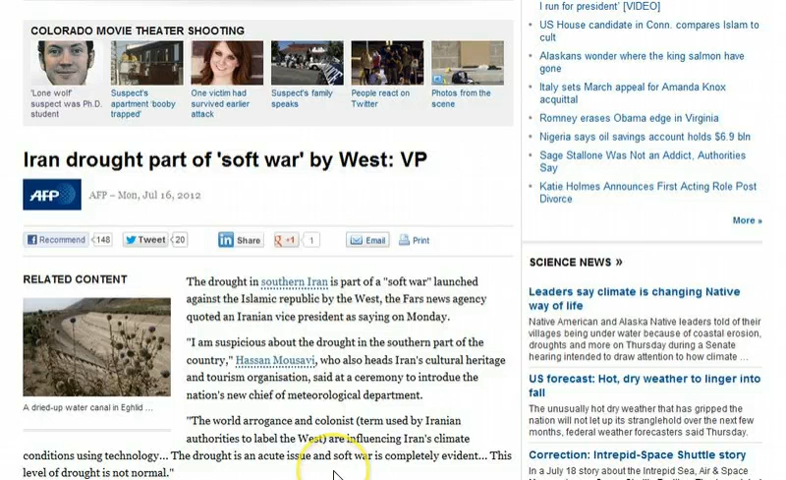 I run for president' [VIDEO]
US House candidate in Conn. compares Islam to
cult
Alaskans wonder where the king salmon have
gone
Italy sets March appeal for Amanda Knox
acquittal
Romney erases Obama edge in Virginia
Nigeria says oil savings account holds $6.9 bln
Sage Stallone Was Not an Addict, Authorities
Say
Katie Holmes Announces First Acting Role Post
Divorce
More »
COLORADO MOVIE THEATER SHOOTING
'Lone wolf'
suspect was Ph.D.
student
Suspect's
apartment 'booby
trapped'
One victim had
survived earlier
attack
Suspect's family
speaks
People react on
Twitter
Photos from the
scene
Iran drought part of 'soft war' by West: VP
AFP
AFP – Mon, Jul 16, 2012
Recommend 148
Tweet 20
Share
+1 1
Email
Print
RELATED CONTENT
A dried-up water canal in Eghlid ...
The drought in southern Iran is part of a "soft war" launched
against the Islamic republic by the West, the Fars news agency
quoted an Iranian vice president as saying on Monday.
"I am suspicious about the drought in the southern part of the
country," Hassan Mousavi, who also heads Iran's cultural heritage
and tourism organisation, said at a ceremony to introdue the
nation's new chief of meteorological department.
"The world arrogance and colonist (term used by Iranian
authorities to label the West) are influencing Iran's climate
conditions using technology... The drought is an acute issue and soft war is completely evident... This
level of drought is not normal."
SCIENCE NEWS »
Leaders say climate is changing Native
way of life
Native American and Alaska Native leaders told of their
villages being under water because of coastal erosion,
droughts and more on Thursday during a Senate
hearing intended to draw attention to how climate ...
US forecast: Hot, dry weather to linger into
fall
The unusually hot dry weather that has gripped the
nation will not let up its stranglehold over the next few
months, federal weather forecasters said Thursday.
Correction: Intrepid-Space Shuttle story
In a July 18 story about the Intrepid Sea, Air & Space